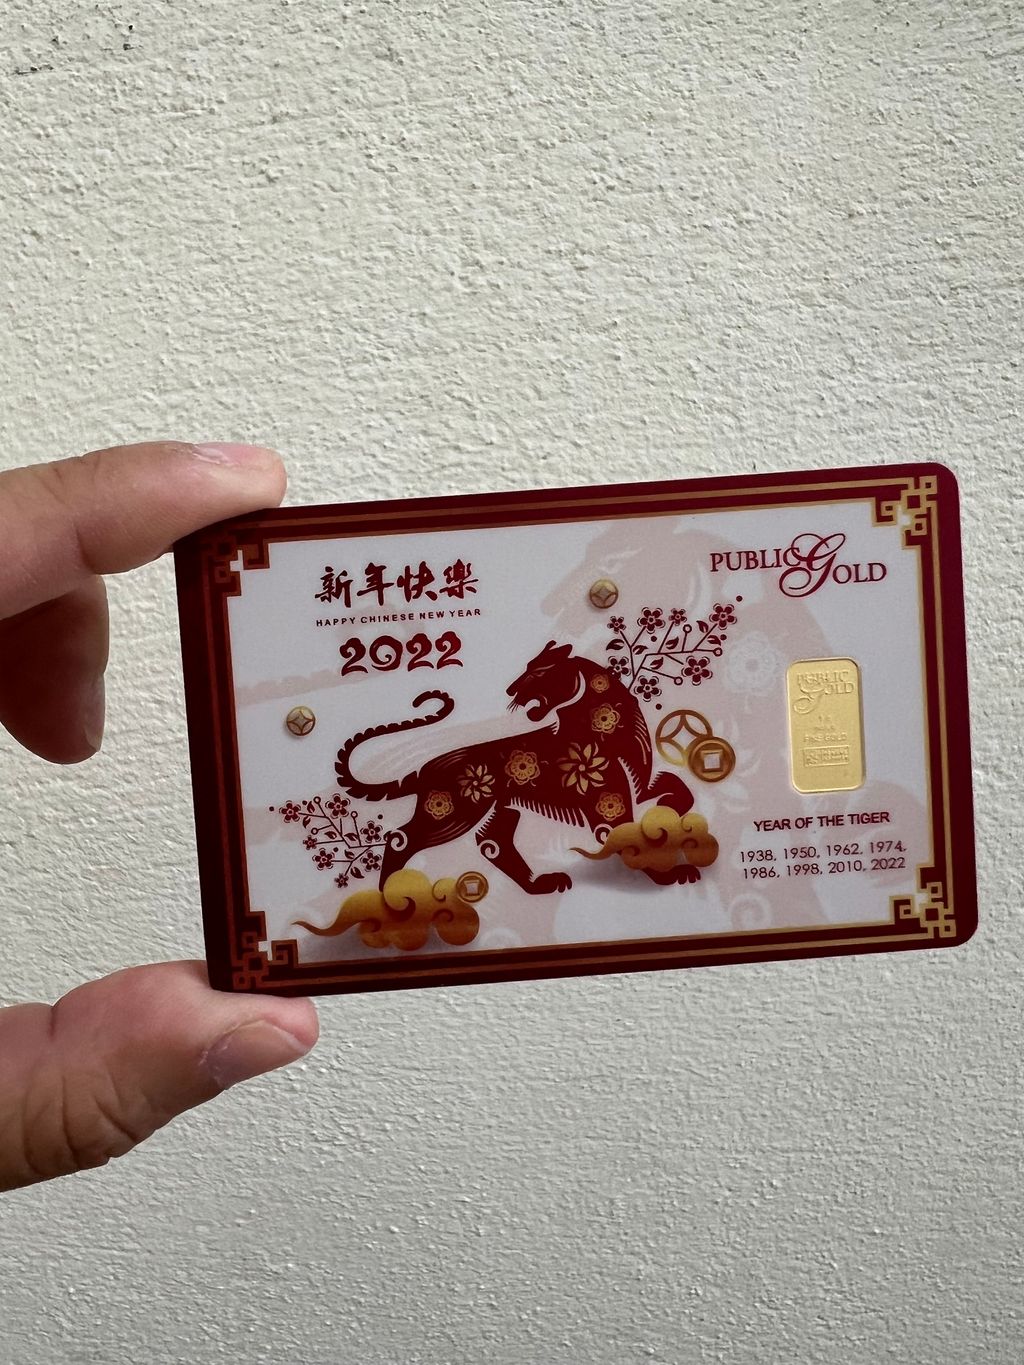 新年快樂
HAPPY CHINESE NEW YEAR
2022
PUBLIC GOLD
PUBLIC
GOLD
FINE GOLD
YEAR OF THE TIGER
1938, 1950, 1962, 1974,
1986, 1998, 2010, 2022